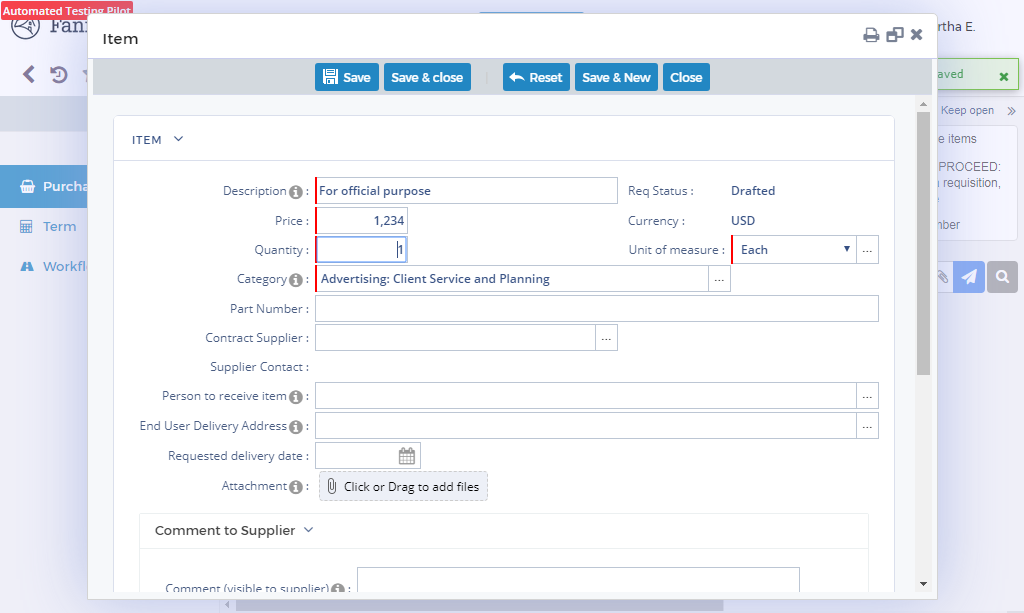 Automated Testing Pilot
Item
rtha E.
Save
Save & close
Reset
Save & New
Close
aved
Keep open
ITEM
e items
PROCEED:
requisition,
Description :
For official purpose
Req Status :
Drafted
Purcha
Price :
1,234
Currency :
USD
Term
Quantity :
1
Unit of measure :
Each
...
Workfl
Category :
Advertising: Client Service and Planning
...
Part Number :
Contract Supplier :
...
Supplier Contact :
Person to receive item :
...
End User Delivery Address :
...
Requested delivery date :
Attachment :
Click or Drag to add files
Comment to Supplier
Comment (visible to supplier) :